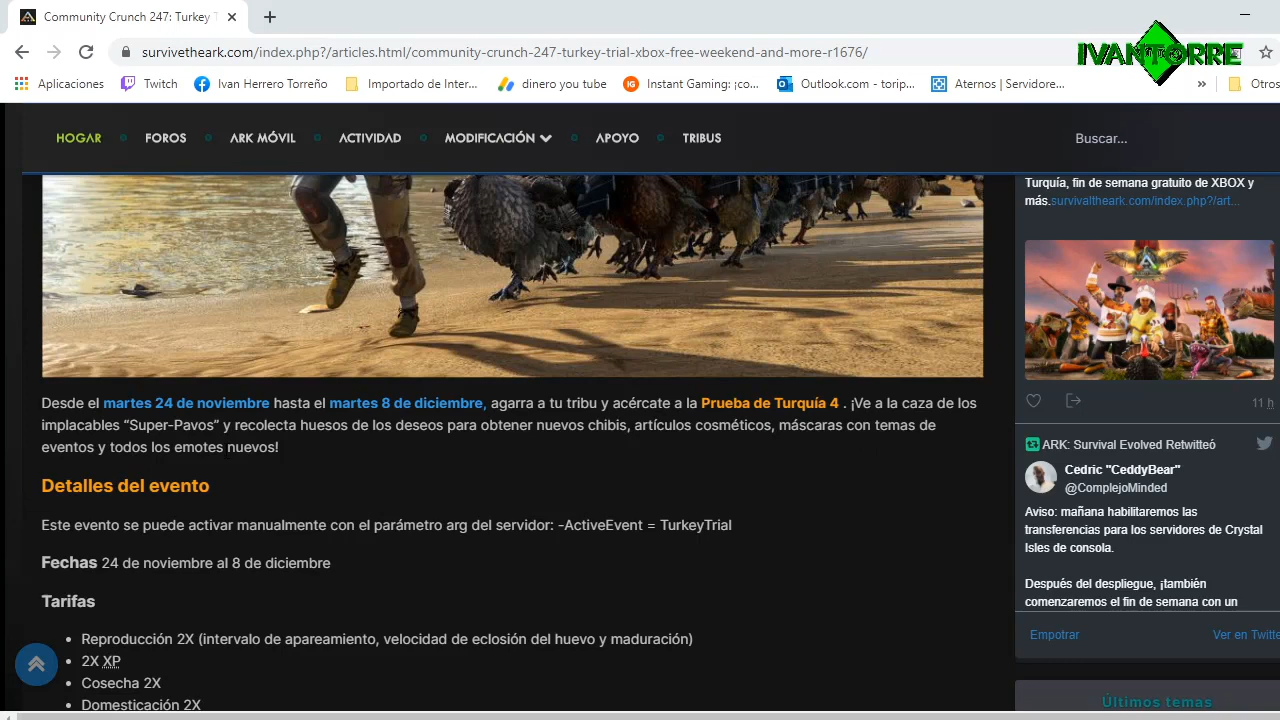 Community Crunch 247: Turkey T
survivetheark.com/index.php?/articles.html/community-crunch-247-turkey-trial-xbox-free-weekend-and-more-r1676/
IVANTORRE
Aplicaciones Twitch Ivan Herrero Torreño Importado de Inter... dinero you tube Instant Gaming: ¡co... Outlook.com - torip... Aternos | Servidore... » Otros
HOGAR FOROS ARK MÓVIL ACTIVIDAD MODIFICACIÓN APOYO TRIBUS Buscar...
Desde el martes 24 de noviembre hasta el martes 8 de diciembre, agarra a tu tribu y acércate a la Prueba de Turquía 4 . ¡Ve a la caza de los
implacables “Super-Pavos” y recolecta huesos de los deseos para obtener nuevos chibis, artículos cosméticos, máscaras con temas de
eventos y todos los emotes nuevos!
Detalles del evento
Este evento se puede activar manualmente con el parámetro arg del servidor: -ActiveEvent = TurkeyTrial
Fechas 24 de noviembre al 8 de diciembre
Tarifas
• Reproducción 2X (intervalo de apareamiento, velocidad de eclosión del huevo y maduración)
• 2X XP
• Cosecha 2X
• Domesticación 2X
Turquía, fin de semana gratuito de XBOX y
más.survivaltheark.com/index.php?/art...
11 h
ARK: Survival Evolved Retwitteó
Cedric "CeddyBear"
@ComplejoMinded
Aviso: mañana habilitaremos las
transferencias para los servidores de Crystal
Isles de consola.
Después del despliegue, ¡también
comenzaremos el fin de semana con un
Empotrar Ver en Twitte
Últimos temas